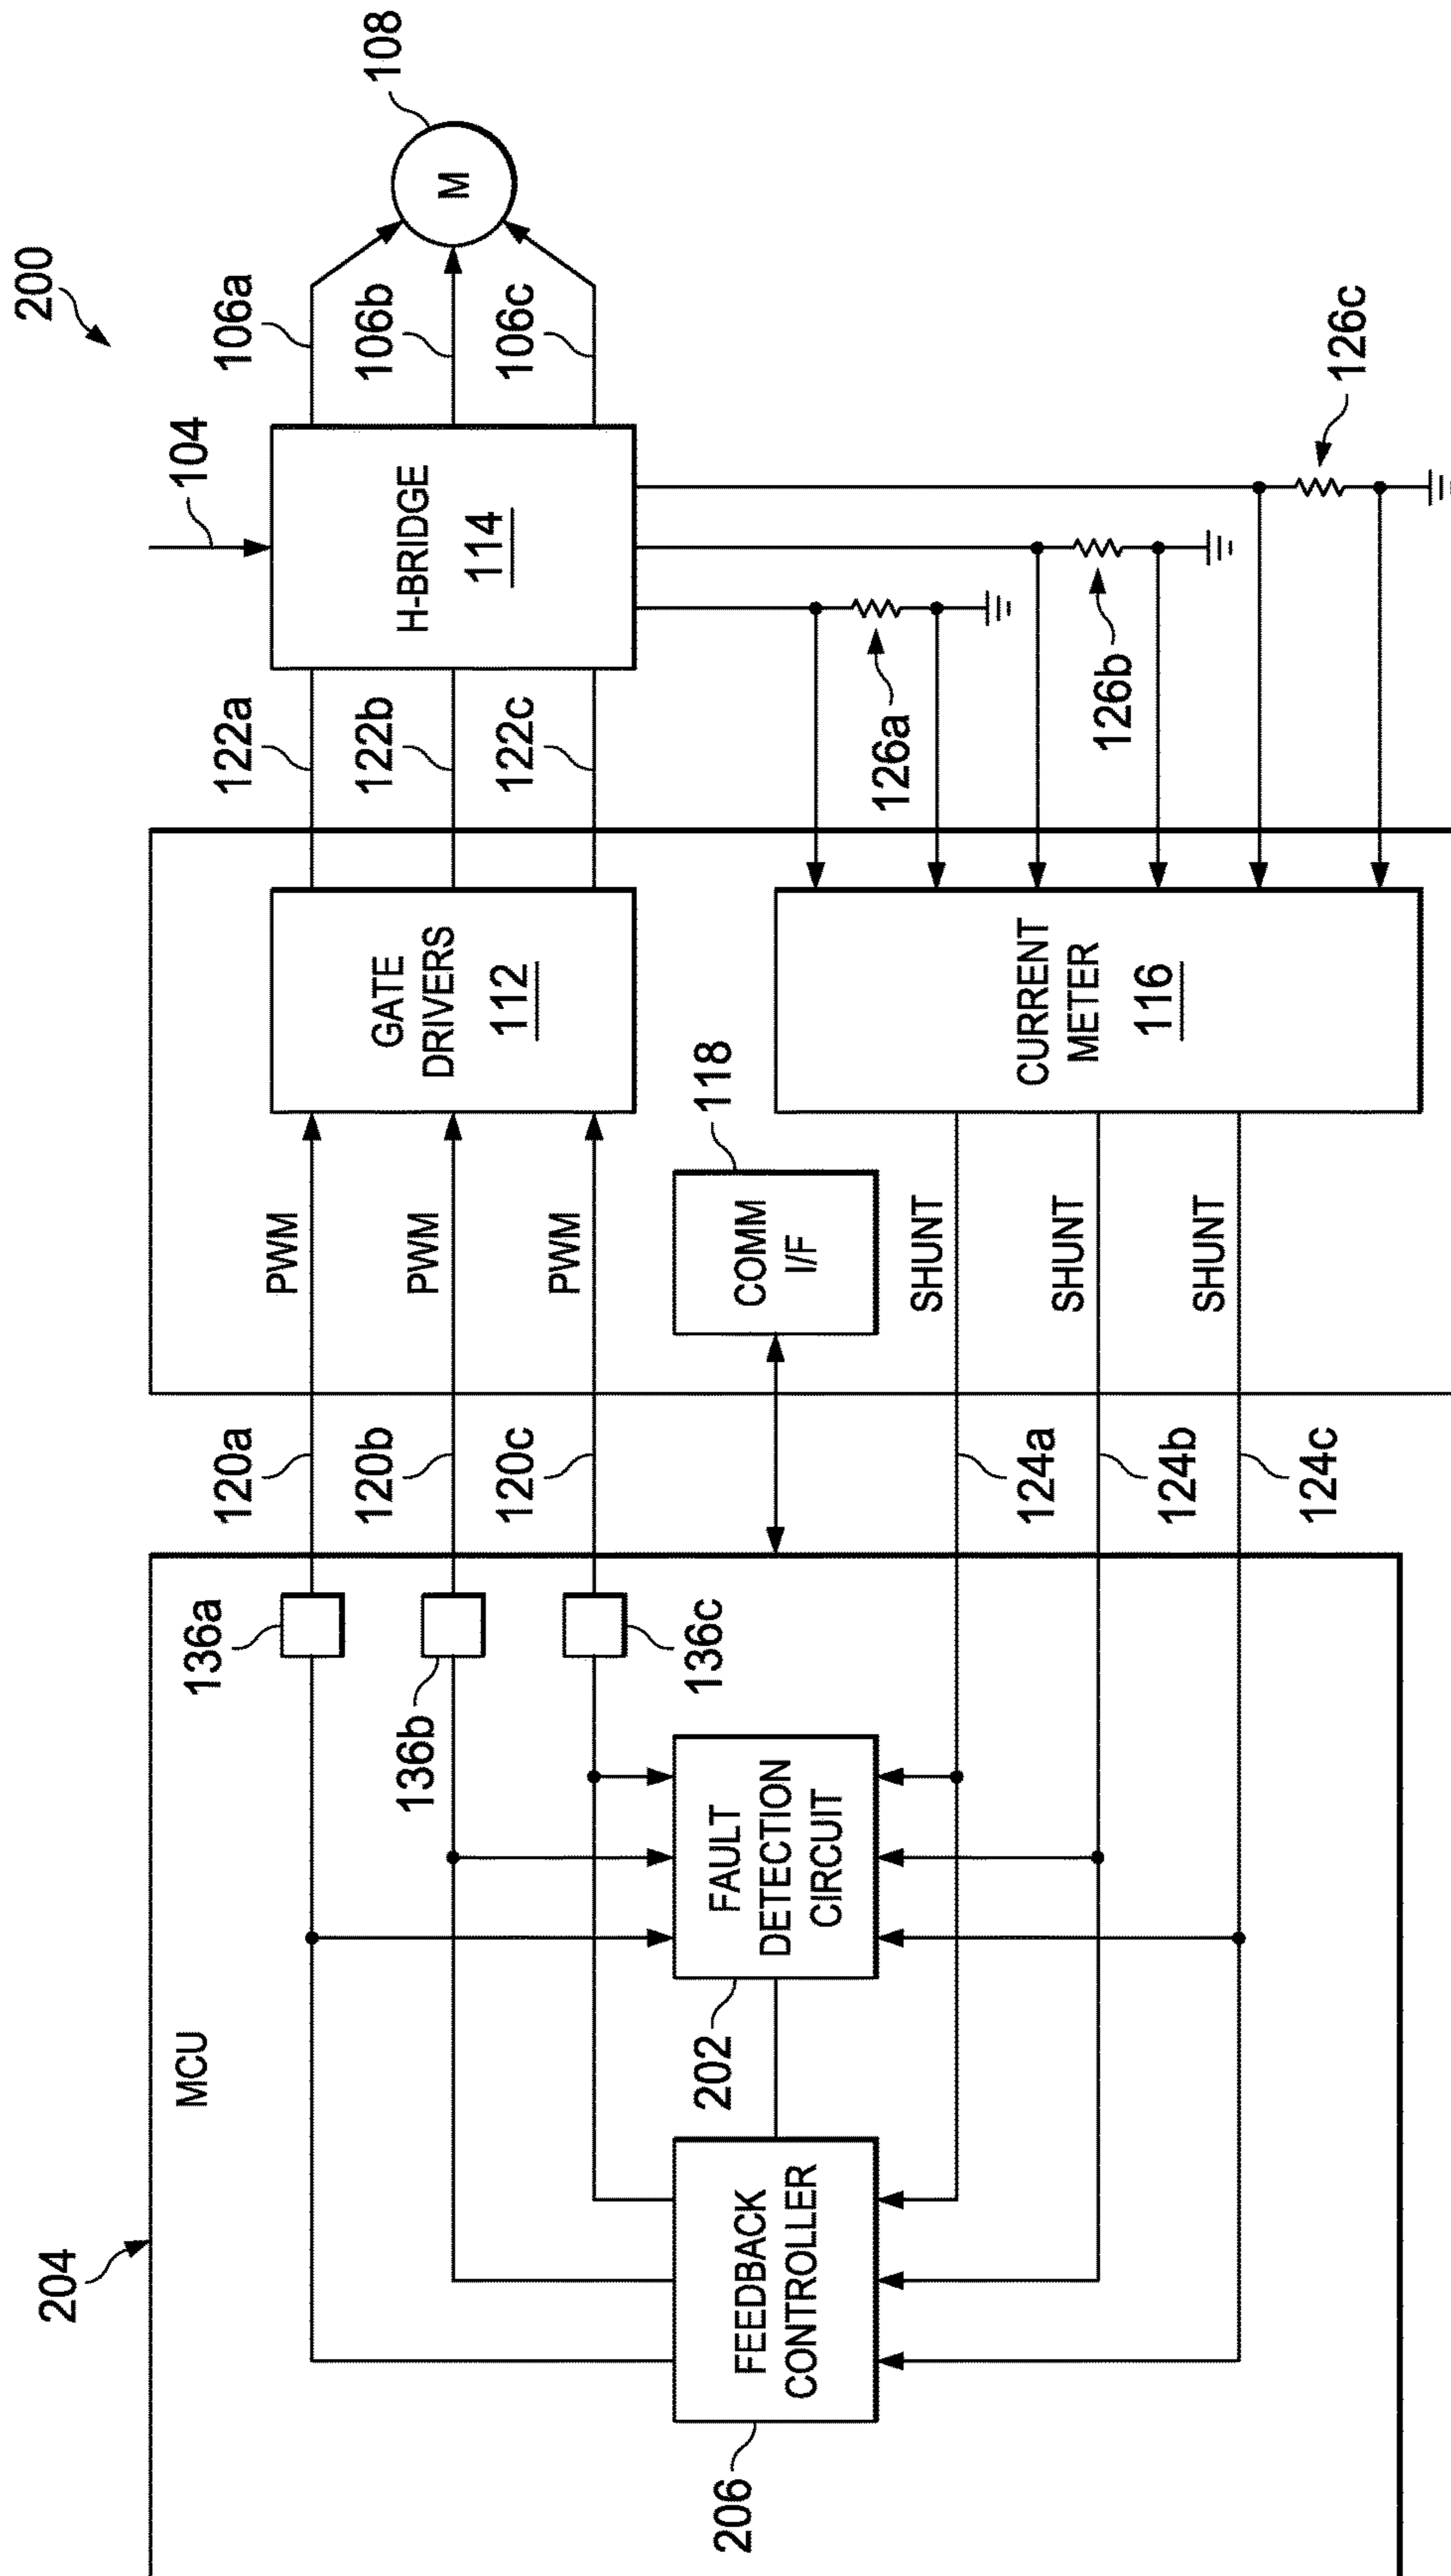 200
204
MCU
136a
136b
136c
120a
120b
120c
PWM
PWM
PWM
GATE
DRIVERS
112
122a
122b
122c
104
H-BRIDGE
114
106a
106b
106c
M
108
206
FEEDBACK
CONTROLLER
202
FAULT
DETECTION
CIRCUIT
COMM
I/F
118
124a
124b
124c
SHUNT
SHUNT
SHUNT
CURRENT
METER
116
126a
126b
126c